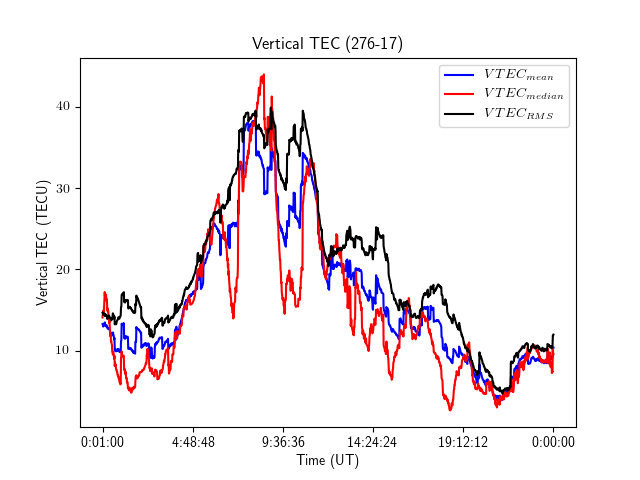 Vertical TEC (276-17)
VTEC_mean
VTEC_median
VTEC_RMS
Vertical TEC (TECU)
40
30
20
10
0:01:00 4:48:48 9:36:36 14:24:24 19:12:12 0:00:00
Time (UT)